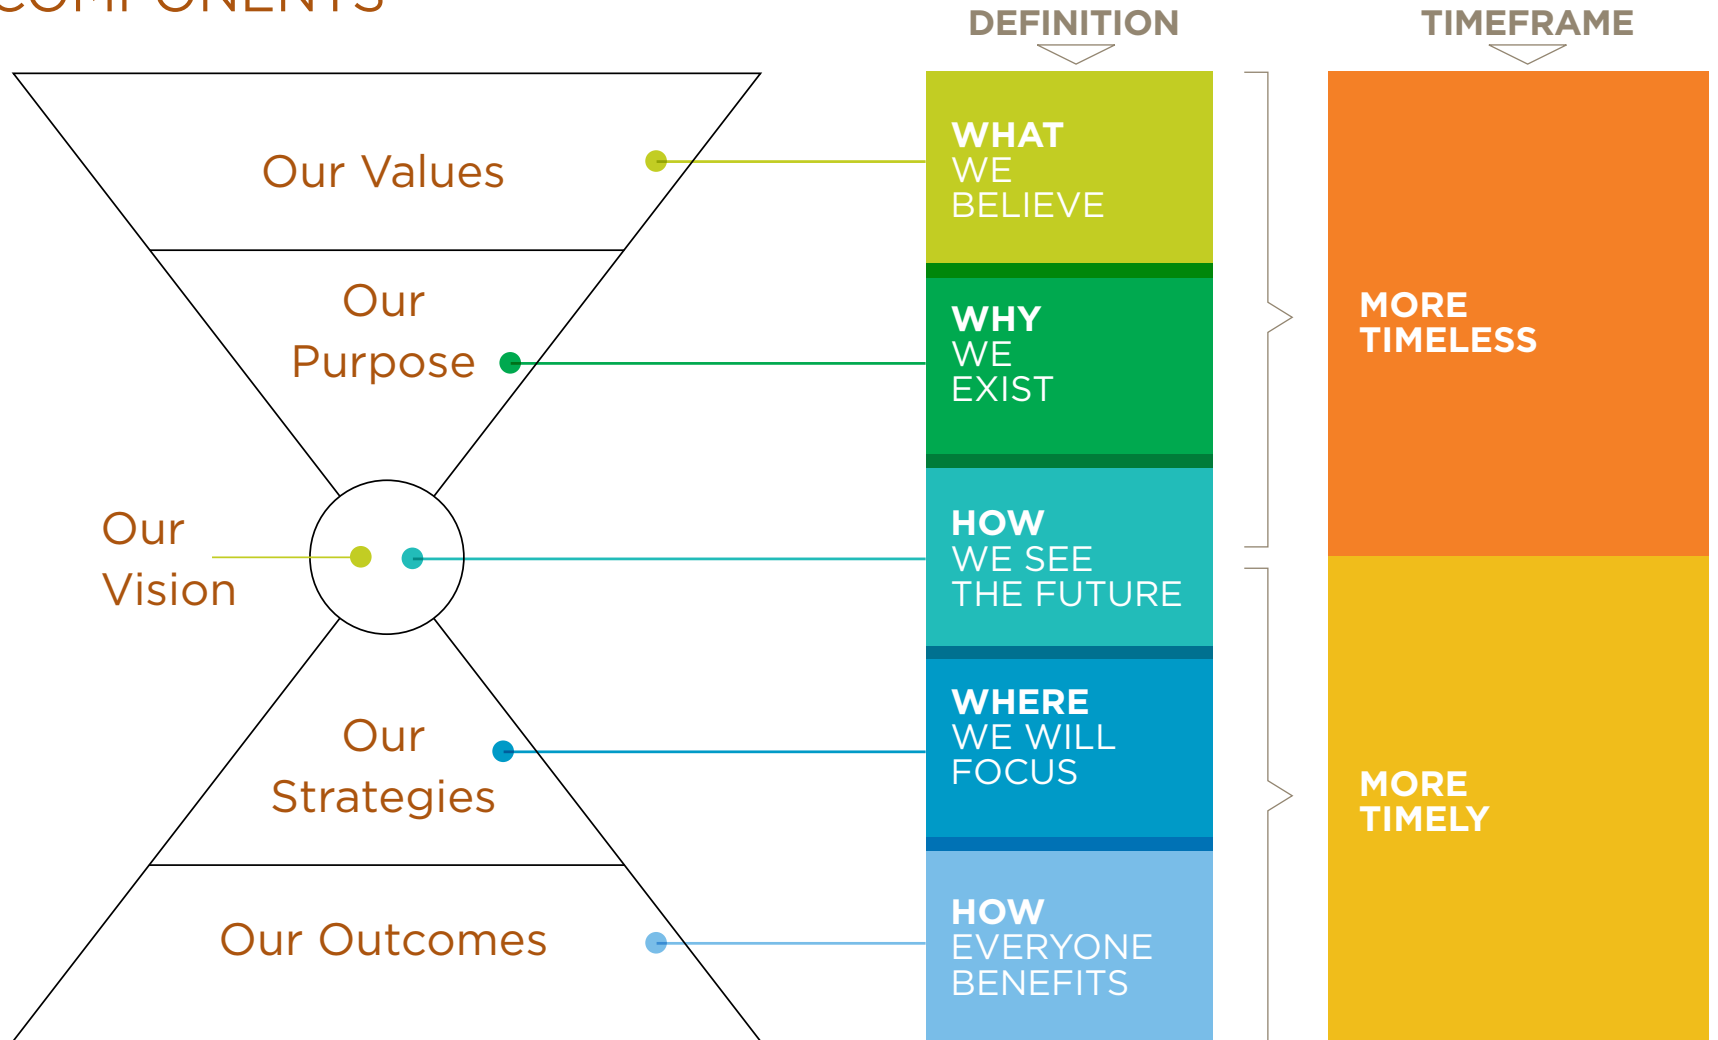 COMPONENTS
DEFINITION
TIMEFRAME
Our Values
Our
Purpose
Our
Vision
Our
Strategies
Our Outcomes
WHAT
WE
BELIEVE
WHY
WE
EXIST
HOW
WE SEE
THE FUTURE
WHERE
WE WILL
FOCUS
HOW
EVERYONE
BENEFITS
MORE
TIMELESS
MORE
TIMELY